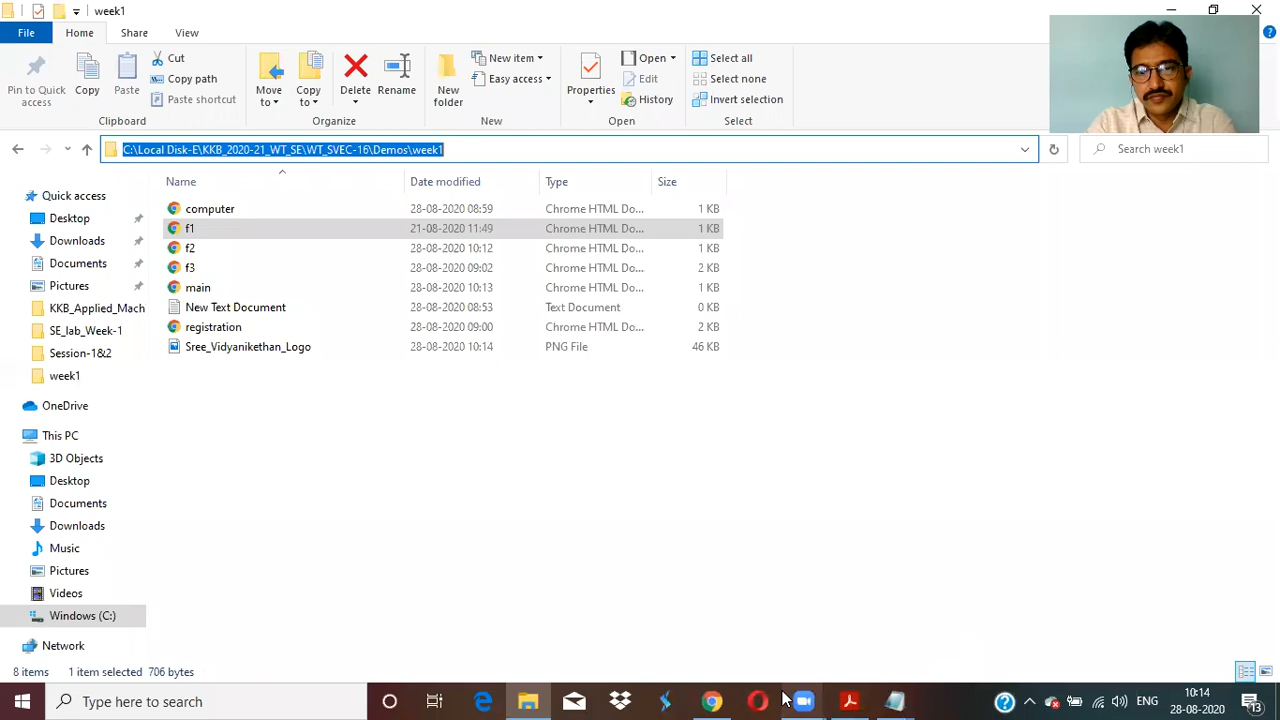 week1
File Home Share View
Pin to Quick access
Copy
Paste
Cut
Copy path
Paste shortcut
Move to
Copy to
Delete
Rename
Organize
New folder
New item
Easy access
New
Properties
Open
Edit
History
Open
Select all
Select none
Invert selection
Select
C:\Local Disk-E\KKB_2020-21_WT_SE\WT_SVEC-16\Demos\week1
Search week1
Quick access
Desktop
Downloads
Documents
Pictures
KKB_Applied_Mach
SE_lab_Week-1
Session-1&2
week1
OneDrive
This PC
3D Objects
Desktop
Documents
Downloads
Music
Pictures
Videos
Windows (C:)
Network
Name Date modified Type Size
computer 28-08-2020 08:59 Chrome HTML Do... 1 KB
f1 21-08-2020 11:49 Chrome HTML Do... 1 KB
f2 28-08-2020 10:12 Chrome HTML Do... 1 KB
f3 28-08-2020 09:02 Chrome HTML Do... 2 KB
main 28-08-2020 10:13 Chrome HTML Do... 1 KB
New Text Document 28-08-2020 08:53 Text Document 0 KB
registration 28-08-2020 09:00 Chrome HTML Do... 2 KB
Sree_Vidyanikethan_Logo 28-08-2020 10:14 PNG File 46 KB
8 items 1 item selected 706 bytes
Type here to search
ENG
10:14
28-08-2020
13